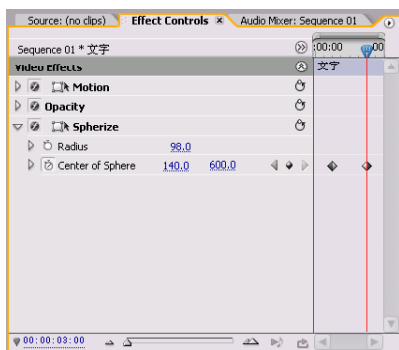 Source: (no clips) Effect Controls × Audio Mixer: Sequence 01
Sequence 01 * 文字 :00:00 00
Video Effects 文字
Motion
Opacity
Spherize
Radius 98.0
Center of Sphere 140.0 600.0
00:00:03:00